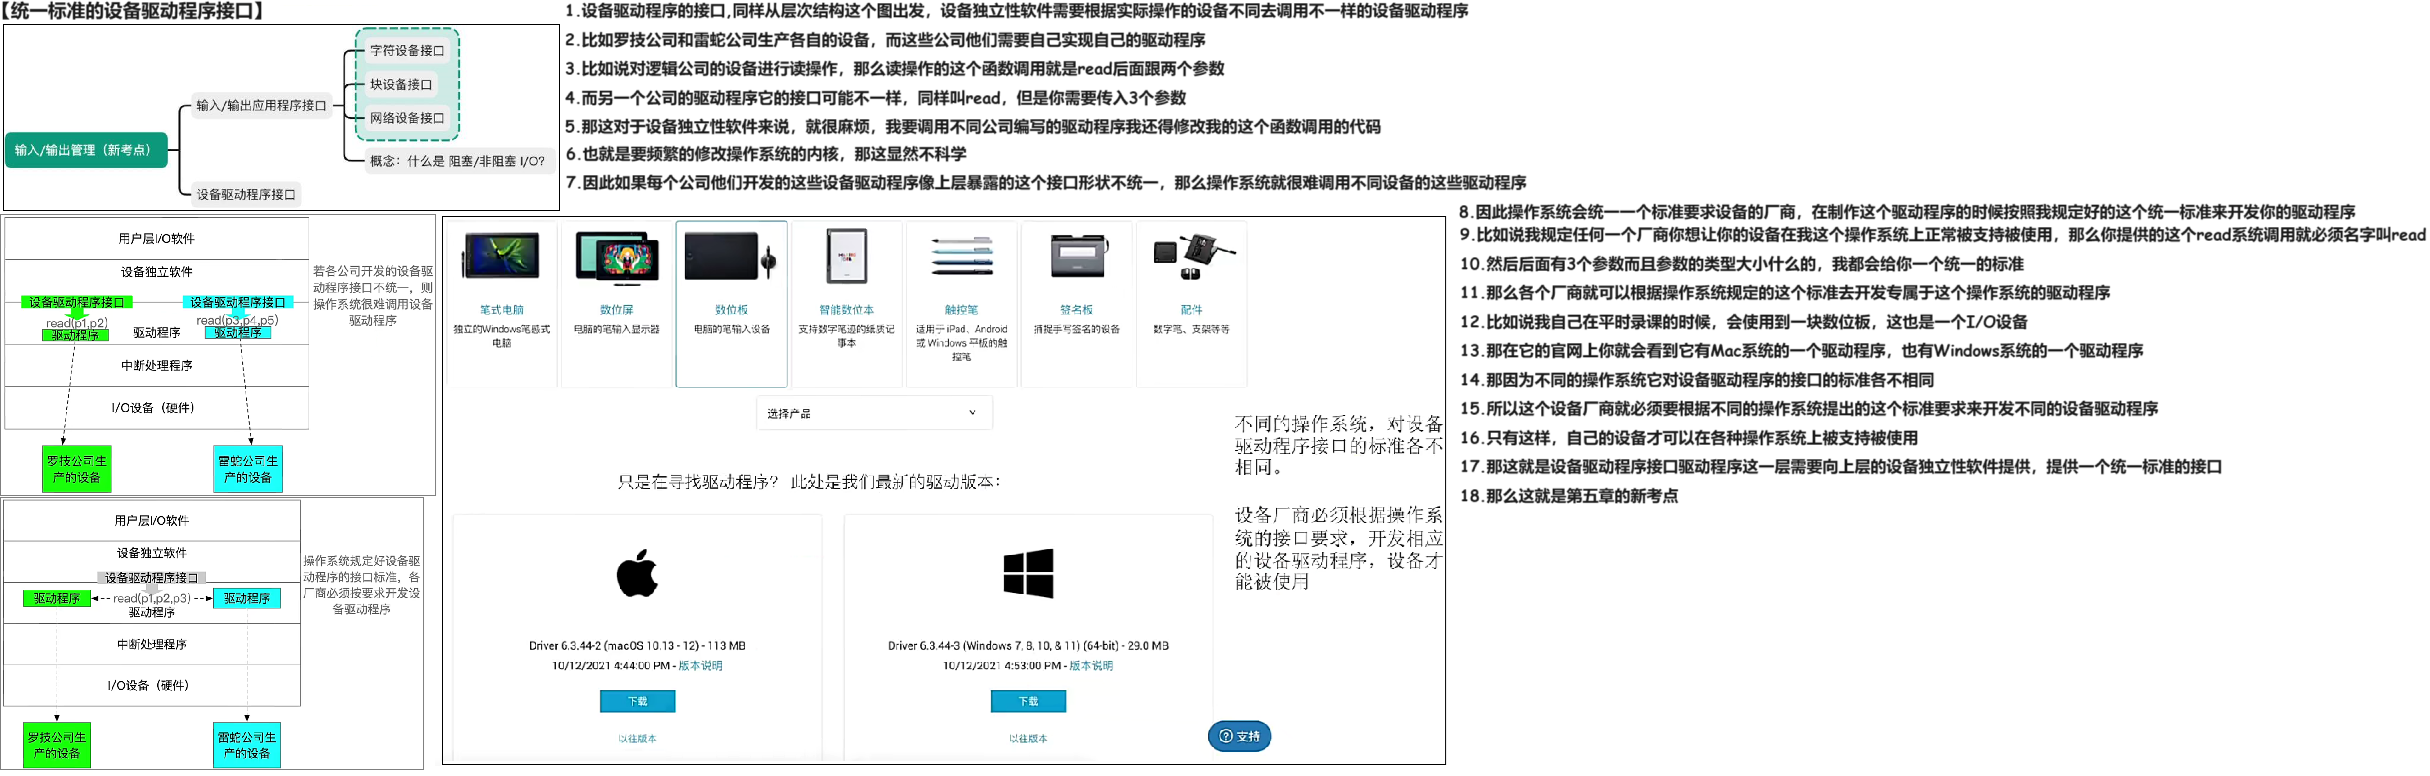 【统一标准的设备驱动程序接口】
输入/输出管理（新考点）
输入/输出应用程序接口
字符设备接口
块设备接口
网络设备接口
概念：什么是 阻塞/非阻塞 I/O？
设备驱动程序接口
1.设备驱动程序的接口,同样从层次结构这个图出发，设备独立性软件需要根据实际操作的设备不同去调用不一样的设备驱动程序
2.比如罗技公司和雷蛇公司生产各自的设备，而这些公司他们需要自己实现自己的驱动程序
3.比如说对逻辑公司的设备进行读操作，那么读操作的这个函数调用就是read后面跟两个参数
4.而另一个公司的驱动程序它的接口可能不一样，同样叫read，但是你需要传入3个参数
5.那这对于设备独立性软件来说，就很麻烦，我要调用不同公司编写的驱动程序我还得修改我的这个函数调用的代码
6.也就是要频繁的修改操作系统的内核，那这显然不科学
7.因此如果每个公司他们开发的这些设备驱动程序像上层暴露的这个接口形状不统一，那么操作系统就很难调用不同设备的这些驱动程序
8.因此操作系统会统一一个标准要求设备的厂商，在制作这个驱动程序的时候按照我规定好的这个统一标准来开发你的驱动程序
9.比如说我规定任何一个厂商你想让你的设备在我这个操作系统上正常被支持被使用，那么你提供的这个read系统调用就必须名字叫read
10.然后后面有3个参数而且参数的类型大小什么的，我都会给你一个统一的标准
11.那么各个厂商就可以根据操作系统规定的这个标准去开发专属于这个操作系统的驱动程序
12.比如说我自己在平时录课的时候，会使用到一块数位板，这也是一个I/O设备
13.那在它的官网上你就会看到它有Mac系统的一个驱动程序，也有Windows系统的一个驱动程序
14.那因为不同的操作系统它对设备驱动程序的接口的标准各不相同
15.所以这个设备厂商就必须要根据不同的操作系统提出的这个标准要求来开发不同的设备驱动程序
16.只有这样，自己的设备才可以在各种操作系统上被支持被使用
17.那这就是设备驱动程序接口驱动程序这一层需要向上层的设备独立性软件提供，提供一个统一标准的接口
18.那么这就是第五章的新考点
用户层I/O软件
设备独立软件
设备驱动程序接口
设备驱动程序接口
read(p1,p2)
read(p3,p4,p5)
驱动程序
驱动程序
驱动程序
中断处理程序
I/O设备（硬件）
罗技公司生
产的设备
雷蛇公司生
产的设备
若各公司开发的设备驱
动程序接口不统一，则
操作系统很难调用设备
驱动程序
用户层I/O软件
设备独立软件
设备驱动程序接口
驱动程序
read(p1,p2,p3)
驱动程序
驱动程序
中断处理程序
I/O设备（硬件）
罗技公司生
产的设备
雷蛇公司生
产的设备
操作系统规定好设备驱
动程序的接口标准，各
厂商必须按要求开发设
备驱动程序
笔式电脑
独立的Windows笔感式
电脑
数位屏
电脑的笔输入显示器
数位板
电脑的笔输入设备
智能数位本
支持数字笔迹的纸质记
事本
触控笔
适用于 iPad、Android
或 Windows 平板的触
控笔
签名板
捕捉手写签名的设备
配件
数字笔、支架等等
选择产品
只是在寻找驱动程序？ 此处是我们最新的驱动版本：
Driver 6.3.44-2 (macOS 10.13 - 12) - 113 MB
10/12/2021 4:44:00 PM - 版本说明
下载
以往版本
Driver 6.3.44-3 (Windows 7, 8, 10, & 11) (64-bit) - 29.0 MB
10/12/2021 4:53:00 PM - 版本说明
下载
以往版本
支持
不同的操作系统，对设备
驱动程序接口的标准各不
相同。
设备厂商必须根据操作系
统的接口要求，开发相应
的设备驱动程序，设备才
能被使用